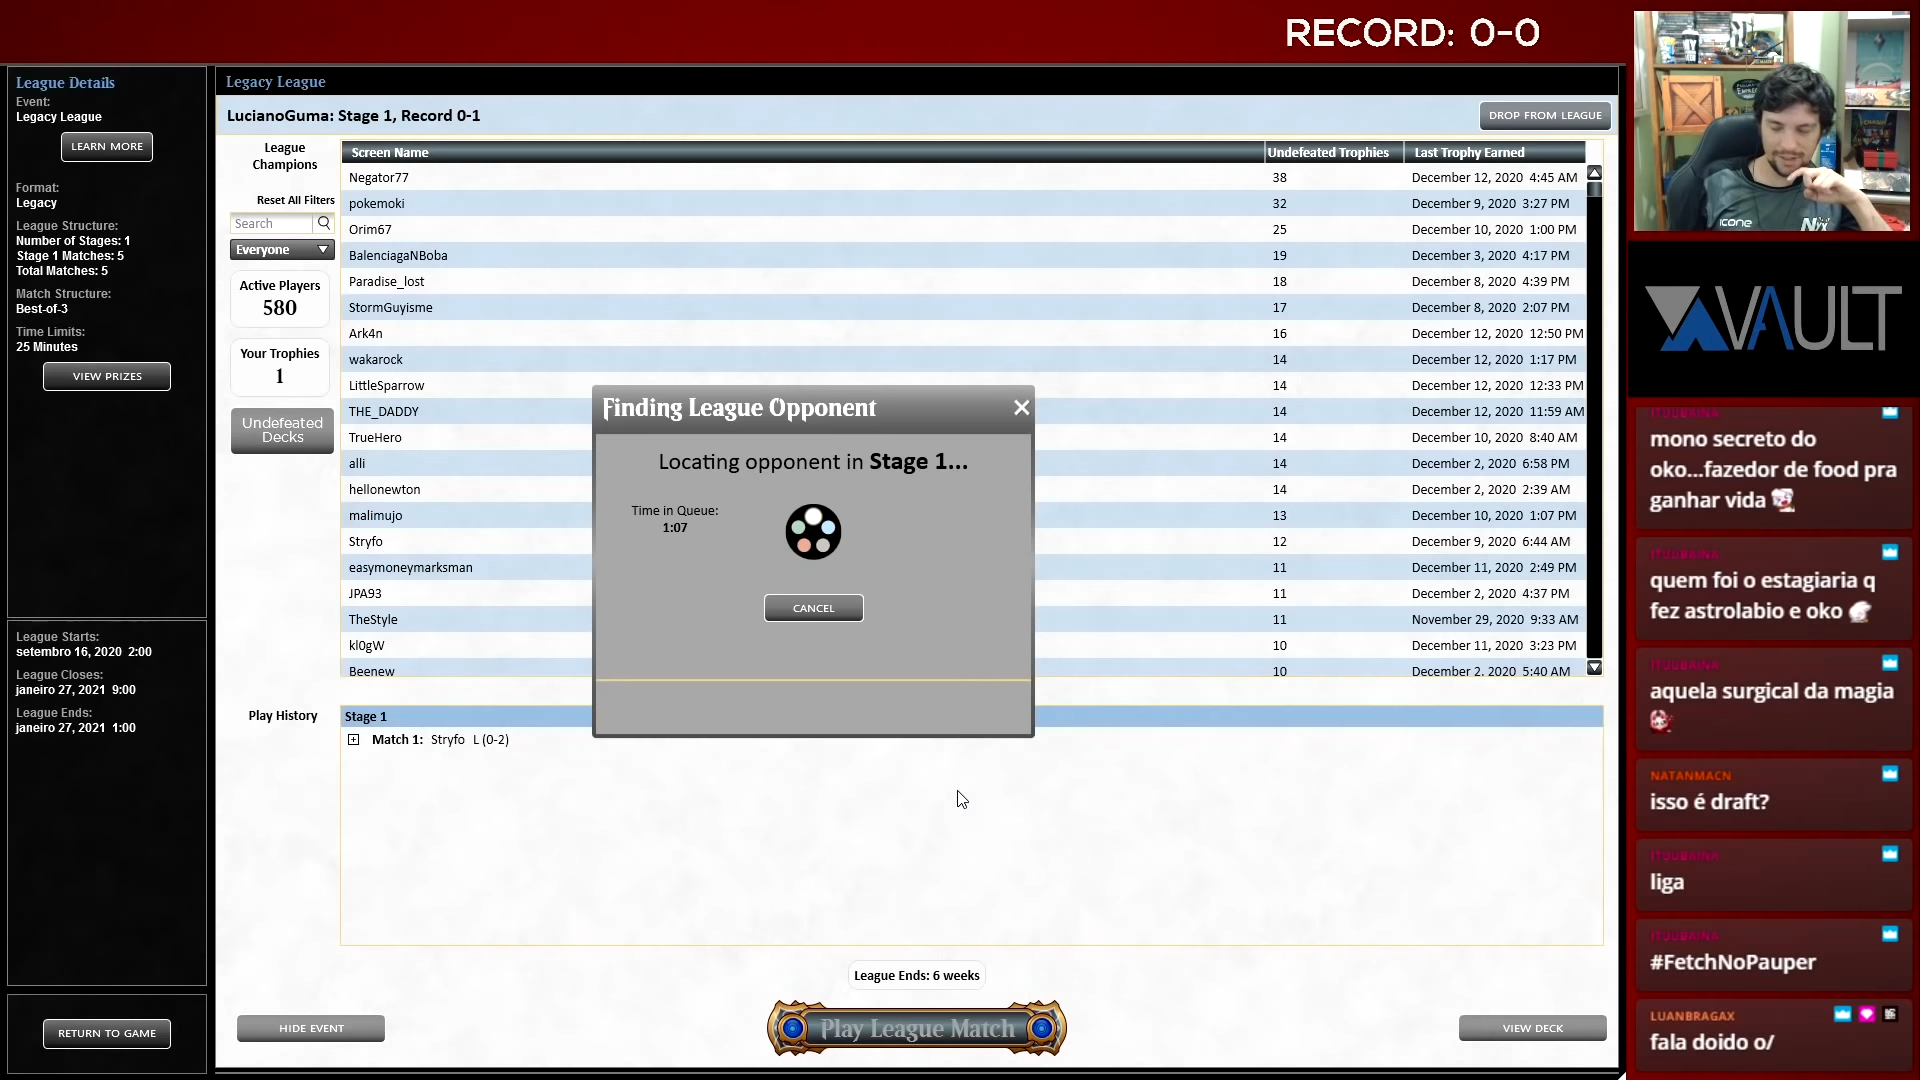 RECORD: 0-0
League Details
Event:
Legacy League
LEARN MORE
Format:
Legacy
League Structure:
Number of Stages: 1
Stage 1 Matches: 5
Total Matches: 5
Match Structure:
Best-of-3
Time Limits:
25 Minutes
VIEW PRIZES
League Starts:
setembro 16, 2020 2:00
League Closes:
janeiro 27, 2021 9:00
League Ends:
janeiro 27, 2021 1:00
RETURN TO GAME
Legacy League
LucianoGuma: Stage 1, Record 0-1
DROP FROM LEAGUE
League
Champions
Reset All Filters
Search
Everyone
Active Players
580
Your Trophies
1
Undefeated
Decks
Screen Name Undefeated Trophies Last Trophy Earned
Negator77 38 December 12, 2020 4:45 AM
pokemoki 32 December 9, 2020 3:27 PM
Orim67 25 December 10, 2020 1:00 PM
BalenciagaNBoba 19 December 3, 2020 4:17 PM
Paradise_lost 18 December 8, 2020 4:39 PM
StormGuyisme 17 December 8, 2020 2:07 PM
Ark4n 16 December 12, 2020 12:50 PM
wakarock 14 December 12, 2020 1:17 PM
LittleSparrow 14 December 12, 2020 12:33 PM
THE_DADDY 14 December 12, 2020 11:59 AM
TrueHero 14 December 10, 2020 8:40 AM
alli 14 December 2, 2020 6:58 PM
hellonewton 14 December 2, 2020 2:39 AM
malimujo 13 December 10, 2020 1:07 PM
Stryfo 12 December 9, 2020 6:44 AM
easymoneymarksman 11 December 11, 2020 2:49 PM
JPA93 11 December 2, 2020 4:37 PM
TheStyle 11 November 29, 2020 9:33 AM
kl0gW 10 December 11, 2020 3:23 PM
Beenew 10 December 2, 2020 5:40 AM
Finding League Opponent
Locating opponent in Stage 1...
Time in Queue:
1:07
CANCEL
Play History
Stage 1
Match 1: Stryfo L (0-2)
League Ends: 6 weeks
HIDE EVENT
Play League Match
VIEW DECK
icone
Nyx
VAULT
ITUUBAINA
mono secreto do
oko...fazedor de food pra
ganhar vida
ITUUBAINA
quem foi o estagiaria q
fez astrolabio e oko
ITUUBAINA
aquela surgical da magia
NATANMACN
isso é draft?
ITUUBAINA
liga
ITUUBAINA
#FetchNoPauper
LUANBRAGAX
fala doido o/